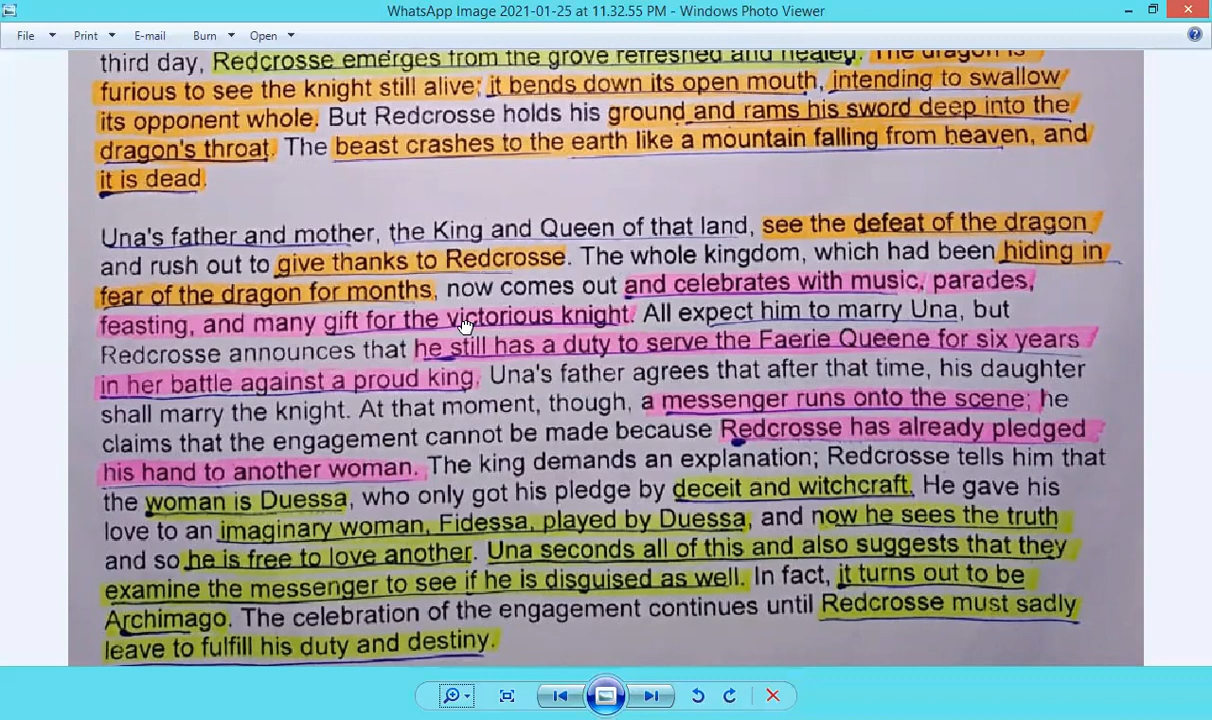 WhatsApp Image 2021-01-25 at 11.32.55 PM - Windows Photo Viewer
File Print E-mail Burn Open
third day, Redcrosse emerges from the grove refreshed and healed. The dragon is
furious to see the knight still alive; it bends down its open mouth, intending to swallow
its opponent whole. But Redcrosse holds his ground and rams his sword deep into the
dragon's throat. The beast crashes to the earth like a mountain falling from heaven, and
it is dead.
Una's father and mother, the King and Queen of that land, see the defeat of the dragon
and rush out to give thanks to Redcrosse. The whole kingdom, which had been hiding in
fear of the dragon for months, now comes out and celebrates with music, parades,
feasting, and many gift for the victorious knight. All expect him to marry Una, but
Redcrosse announces that he still has a duty to serve the Faerie Queene for six years
in her battle against a proud king. Una's father agrees that after that time, his daughter
shall marry the knight. At that moment, though, a messenger runs onto the scene; he
claims that the engagement cannot be made because Redcrosse has already pledged
his hand to another woman. The king demands an explanation; Redcrosse tells him that
the woman is Duessa, who only got his pledge by deceit and witchcraft. He gave his
love to an imaginary woman, Fidessa, played by Duessa, and now he sees the truth
and so he is free to love another. Una seconds all of this and also suggests that they
examine the messenger to see if he is disguised as well. In fact, it turns out to be
Archimago. The celebration of the engagement continues until Redcrosse must sadly
leave to fulfill his duty and destiny.